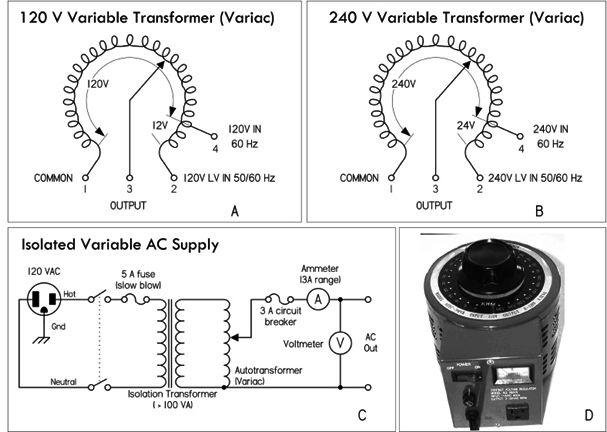 120 V Variable Transformer (Variac)
120V
12V
120V IN
60 Hz
4
COMMON
1
3
2
120V LV IN 50/60 Hz
OUTPUT
A
240 V Variable Transformer (Variac)
240V
24V
240V IN
60 Hz
4
COMMON
1
3
2
240V LV IN 50/60 Hz
OUTPUT
B
Isolated Variable AC Supply
120 VAC
Hot
Gnd
Neutral
5 A fuse
(slow blow)
Isolation Transformer
(> 100 VA)
Ammeter
(3A range)
A
3 A circuit
breaker
Voltmeter
V
AC
Out
Autotransformer
(Variac)
C
POWER
OFF
ON
D